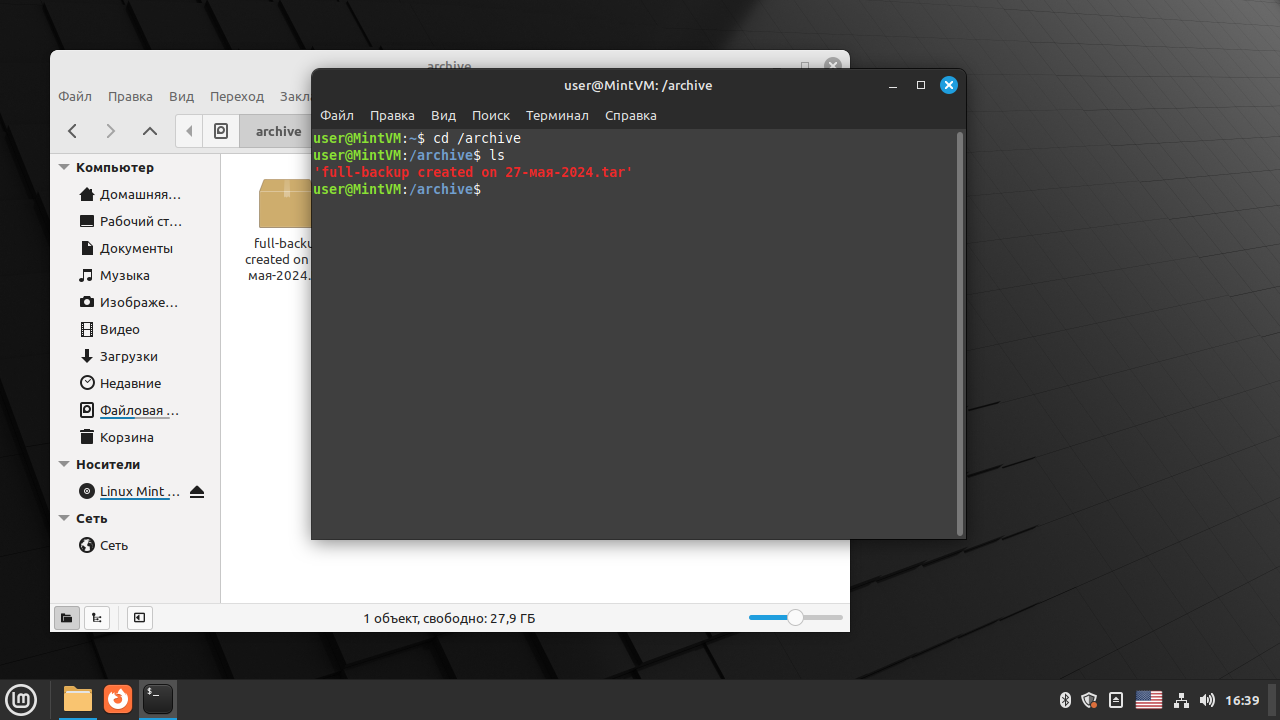 archive
Файл Правка Вид Переход Закла
archive
Компьютер
Домашняя…
Рабочий ст…
Документы
Музыка
Изображе…
Видео
Загрузки
Недавние
Файловая …
Корзина
Носители
Linux Mint …
Сеть
Сеть
full-backu
created on
мая-2024.
1 объект, свободно: 27,9 ГБ
user@MintVM: /archive
Файл Правка Вид Поиск Терминал Справка
user@MintVM:~$ cd /archive
user@MintVM:/archive$ ls
'full-backup created on 27-мая-2024.tar'
user@MintVM:/archive$
$_
16:39